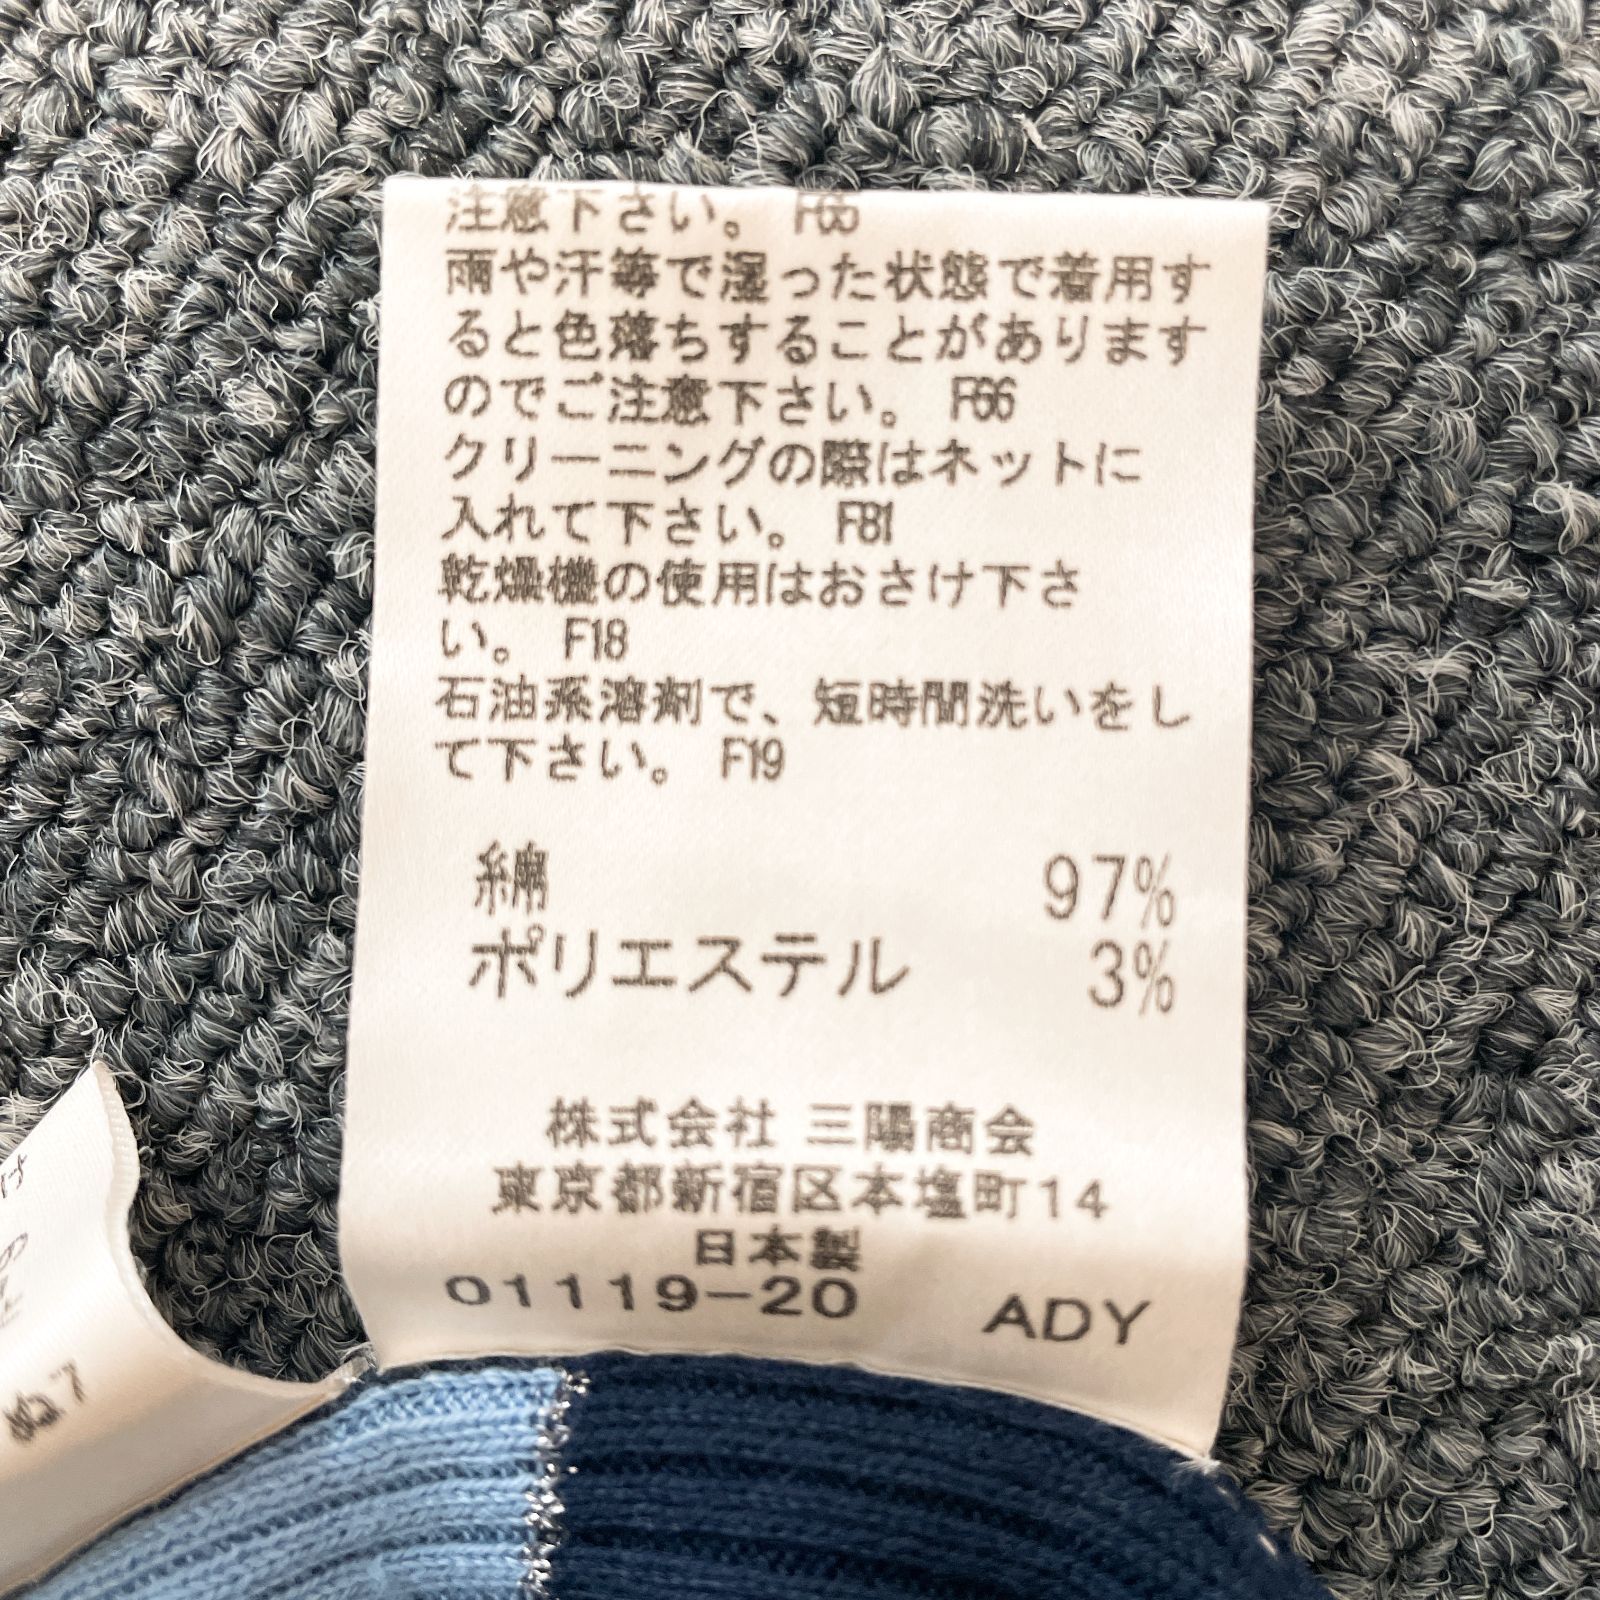 注意下さい。 F65
雨や汗等で湿った状態で着用す
ると色落ちすることがあります
のでご注意下さい。 F66
クリーニングの際はネットに
入れて下さい。 F81
乾燥機の使用はおさけ下さ
い。 F18
石油系溶剤で、短時間洗いをし
て下さい。 F19
綿 97%
ポリエステル 3%
株式会社 三陽商会
東京都新宿区本塩町14
日本製
01119-20 ADY